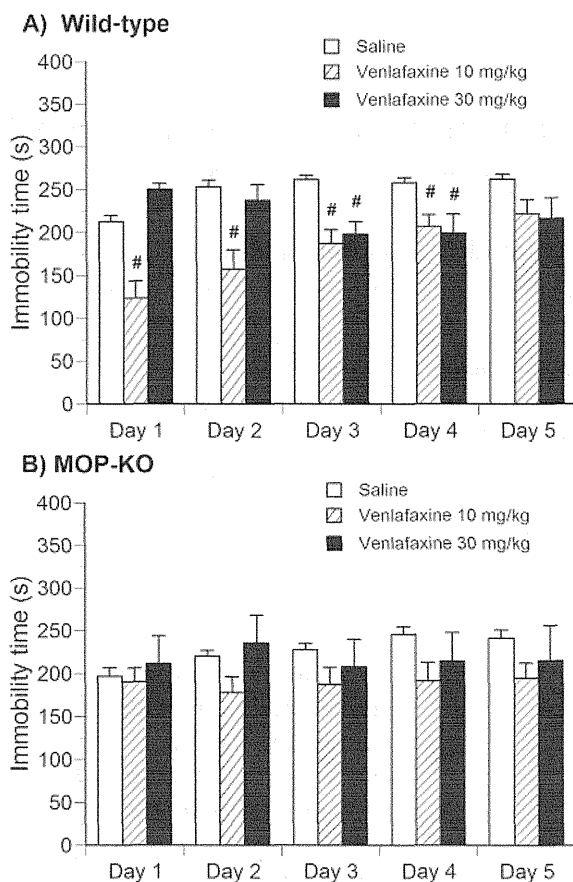 A) Wild-type
Saline
Venlafaxine 10 mg/kg
Venlafaxine 30 mg/kg
Immobility time (s)
400
350
300
250
200
150
100
50
0
#
#
#
#
#
#
Day 1
Day 2
Day 3
Day 4
Day 5
B) MOP-KO
Saline
Venlafaxine 10 mg/kg
Venlafaxine 30 mg/kg
Immobility time (s)
400
350
300
250
200
150
100
50
0
Day 1
Day 2
Day 3
Day 4
Day 5